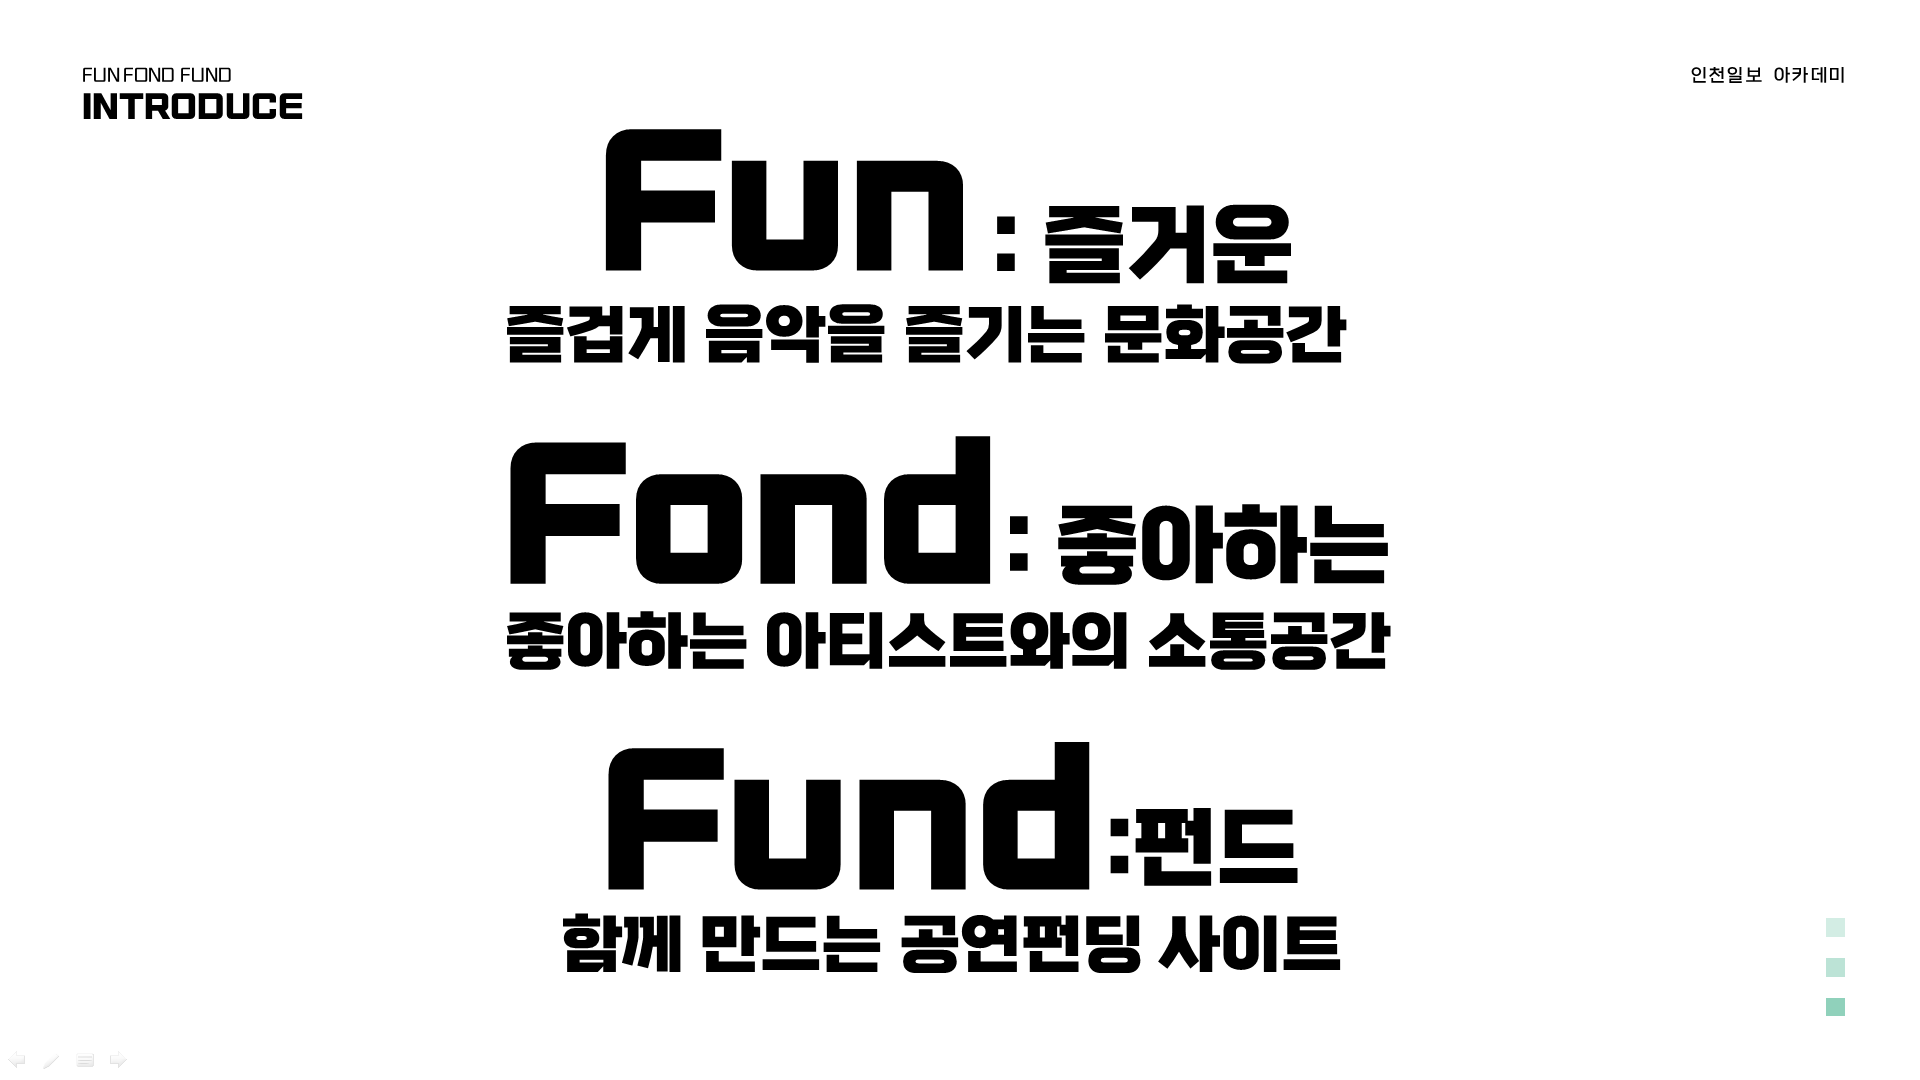 FUN FOND FUND
INTRODUCE
인천일보 아카데미
Fun : 즐거운
즐겁게 음악을 즐기는 문화공간
Fond : 좋아하는
좋아하는 아티스트와의 소통공간
Fund :펀드
함께 만드는 공연펀딩 사이트